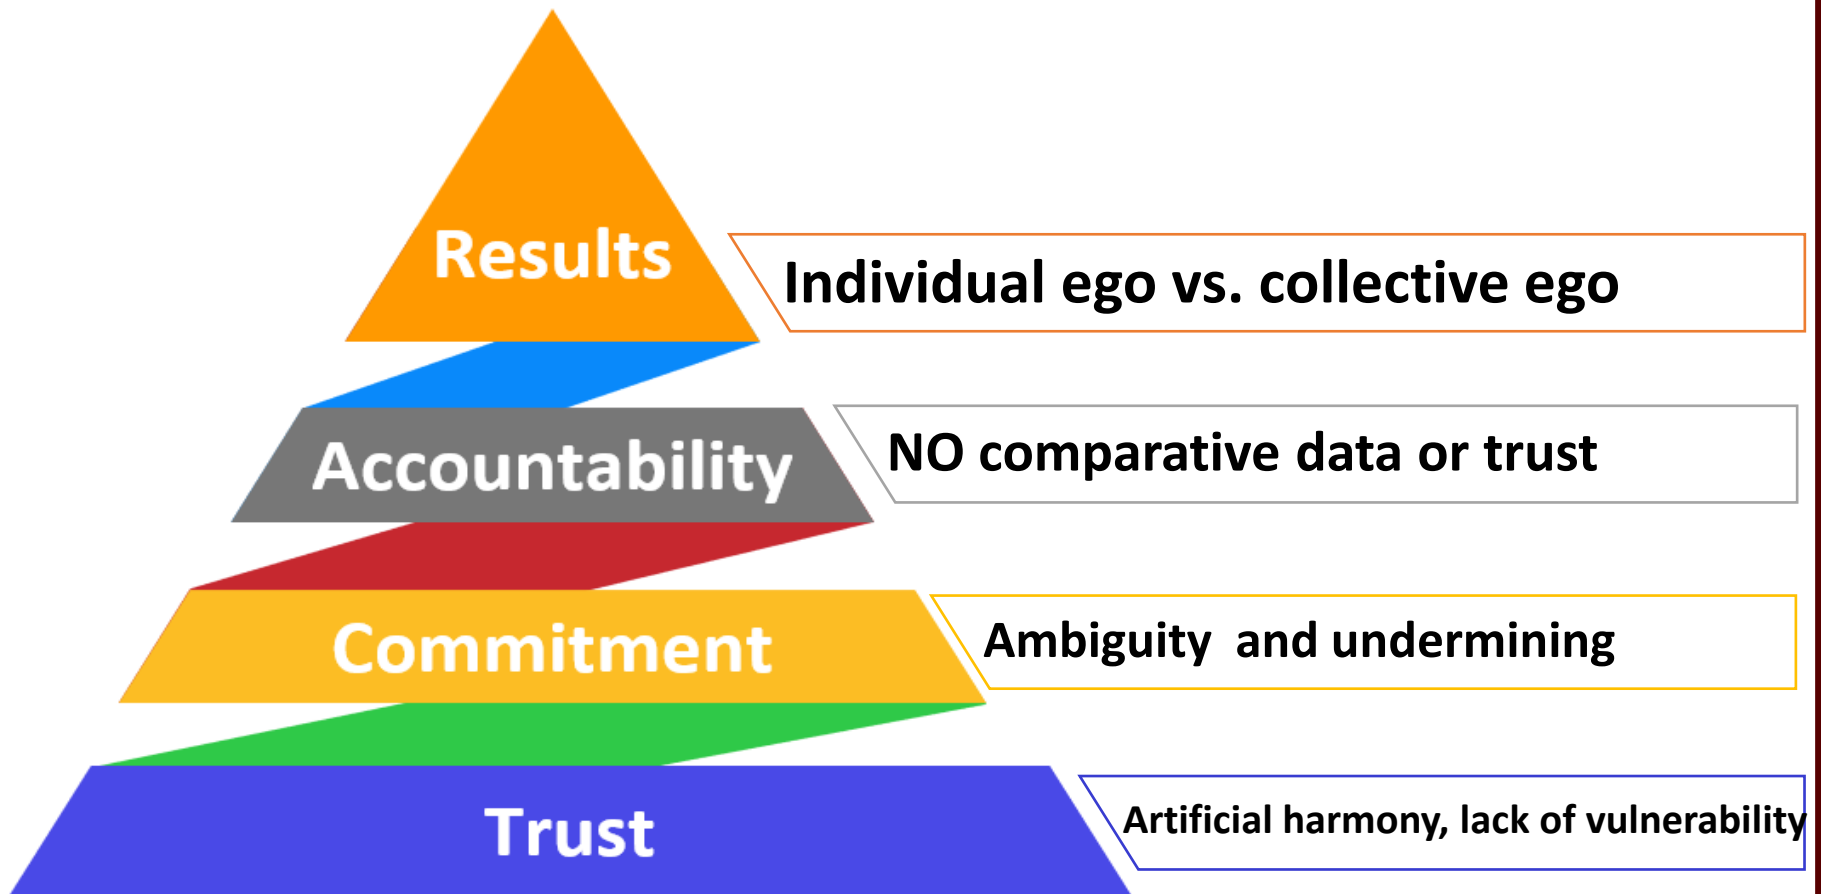 Results
Individual ego vs. collective ego
Accountability
NO comparative data or trust
Commitment
Ambiguity  and undermining
Trust
Artificial harmony, lack of vulnerability